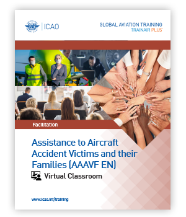 ICAO
GLOBAL AVIATION TRAINING
TRAINAIR PLUS
Facilitation
Assistance to Aircraft
Accident Victims and their
Families (AAAVF EN)
Virtual Classroom
www.icao.int/training